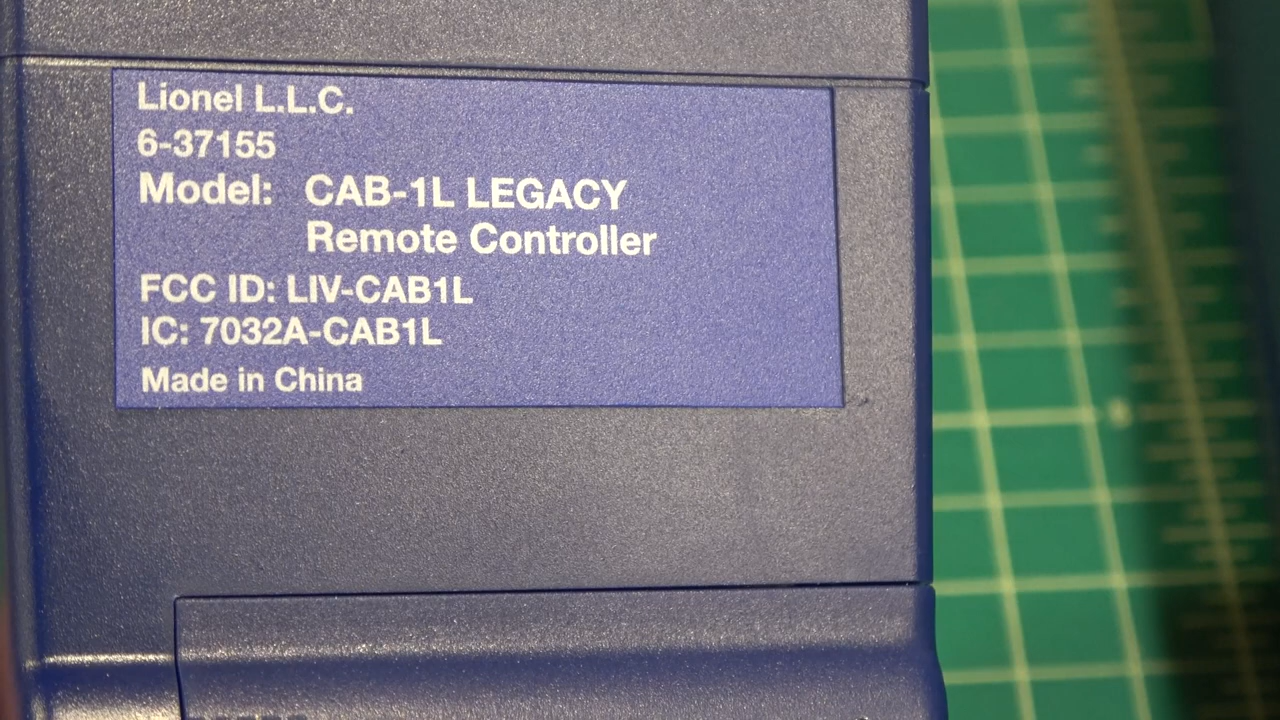 Lionel L.L.C.
6-37155
Model: CAB-1L LEGACY
Remote Controller
FCC ID: LIV-CAB1L
IC: 7032A-CAB1L
Made in China